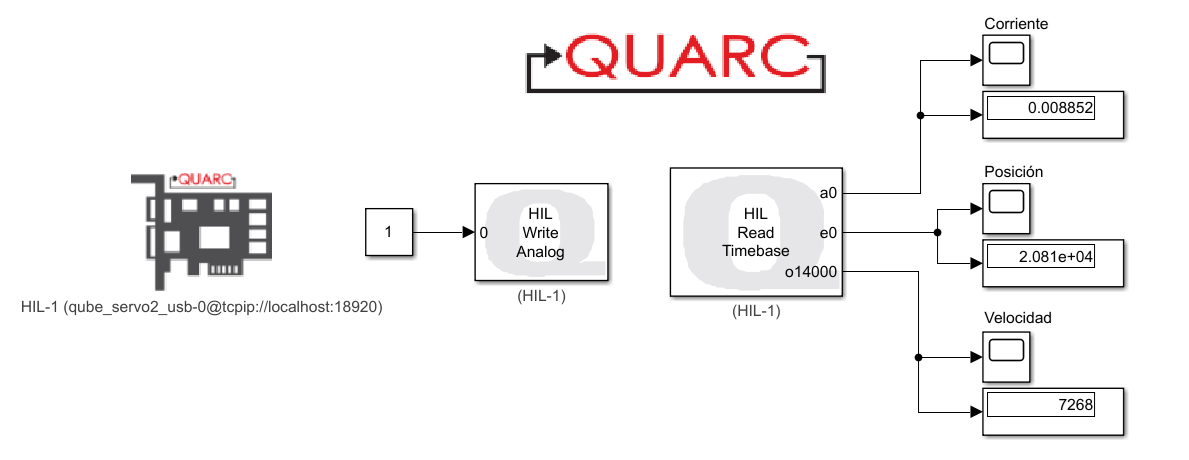 QUARC
QUARC
HIL-1 (qube_servo2_usb-0@tcpip://localhost:18920)
1
0
HIL
Write
Analog
(HIL-1)
HIL
Read
Timebase
a0
e0
o14000
(HIL-1)
Corriente
0.008852
Posición
2.081e+04
Velocidad
7268